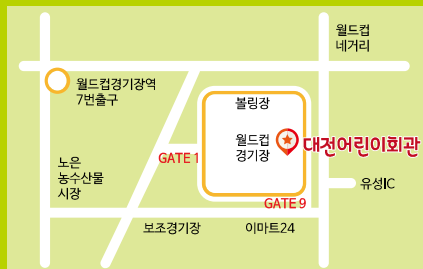 월드컵
네거리
월드컵경기장역
7번출구
볼링장
월드컵
경기장
대전어린이회관
GATE 1
노은
농수산물
시장
유성IC
GATE 9
보조경기장
이마트24